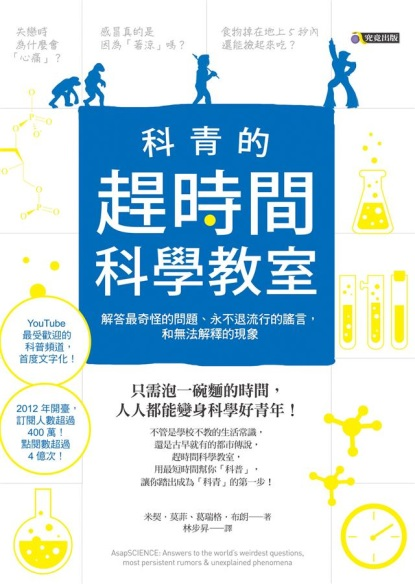 失戀時
為什麼會
「心痛」？
感冒真的是
因為「著涼」嗎？
食物掉在地上5秒內
還能撿起來吃？
究竟出版
科青的
趕時間
科學教室
解答最奇怪的問題、永不退流行的謠言，
和無法解釋的現象
YouTube
最受歡迎的
科普頻道，
首度文字化！
2012 年開臺，
訂閱人數超過
400 萬！
點閱數超過
4 億次！
只需泡一碗麵的時間，
人人都能變身科學好青年！
不管是學校不教的生活常識，
還是古早就有的都市傳說，
趕時間科學教室，
用最短時間幫你「科普」，
讓你踏出成為「科青」的第一步！
米契．莫菲、葛瑞格．布朗——著
林步昇——譯
AsapSCIENCE: Answers to the world's weirdest questions,
most persistent rumors & unexplained phenomena
P
P